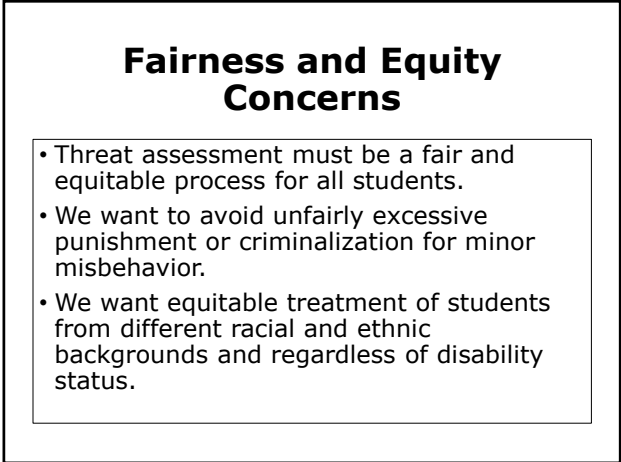 Fairness and Equity
Concerns
• Threat assessment must be a fair and
equitable process for all students.
• We want to avoid unfairly excessive
punishment or criminalization for minor
misbehavior.
• We want equitable treatment of students
from different racial and ethnic
backgrounds and regardless of disability
status.